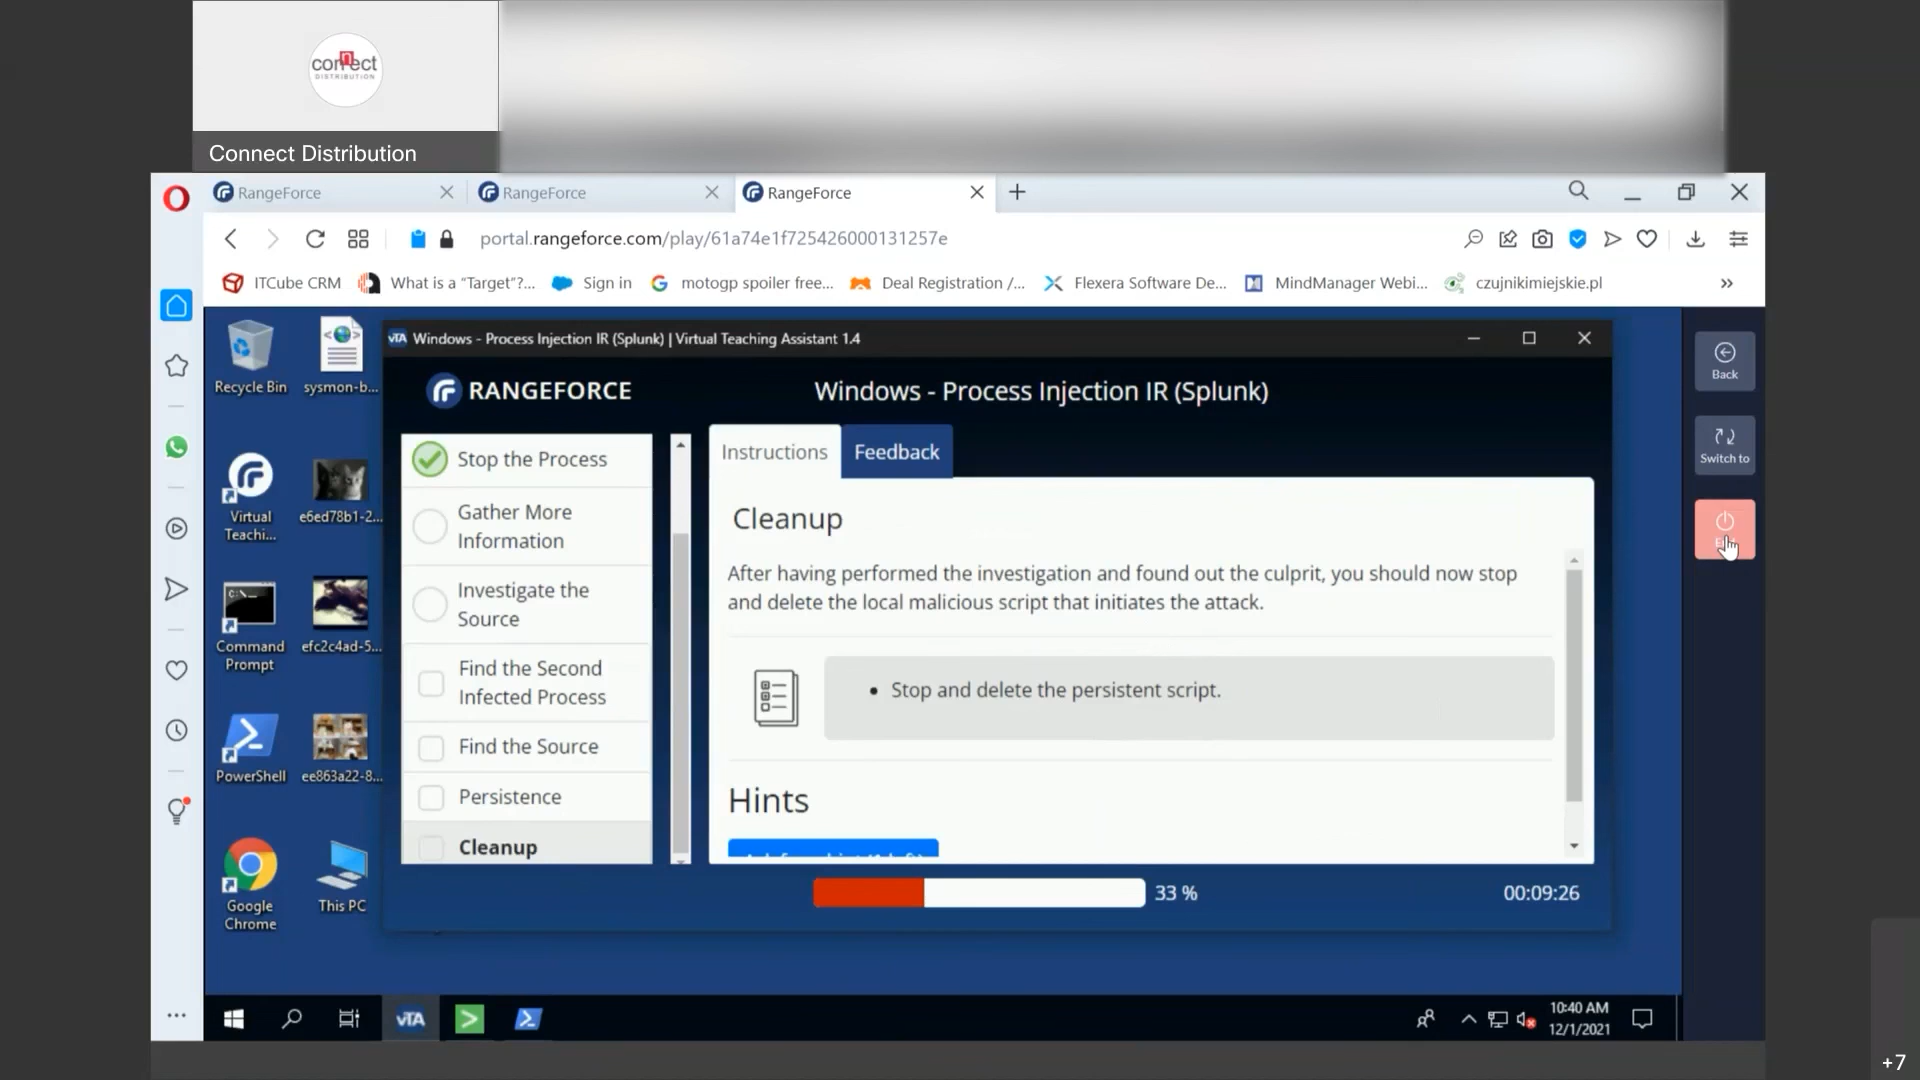 connect
DISTRIBUTION
Connect Distribution
RangeForce
RangeForce
RangeForce
portal.rangeforce.com/play/61a74e1f725426000131257e
ITCube CRM
What is a “Target”?...
Sign in
motogp spoiler free...
Deal Registration /...
Flexera Software De...
MindManager Webi...
czujnikimiejskie.pl
»
vTA Windows - Process Injection IR (Splunk) | Virtual Teaching Assistant 1.4
RANGEFORCE
Windows - Process Injection IR (Splunk)
Recycle Bin
sysmon-b...
Virtual
Teachi...
e6ed78b1-2...
Command
Prompt
efc2c4ad-5...
PowerShell
ee863a22-8...
Google
Chrome
This PC
Stop the Process
Gather More
Information
Investigate the
Source
Find the Second
Infected Process
Find the Source
Persistence
Cleanup
Instructions
Feedback
Cleanup
After having performed the investigation and found out the culprit, you should now stop
and delete the local malicious script that initiates the attack.
• Stop and delete the persistent script.
Hints
33 %
00:09:26
Back
Switch to
vTA
10:40 AM
12/1/2021
+7